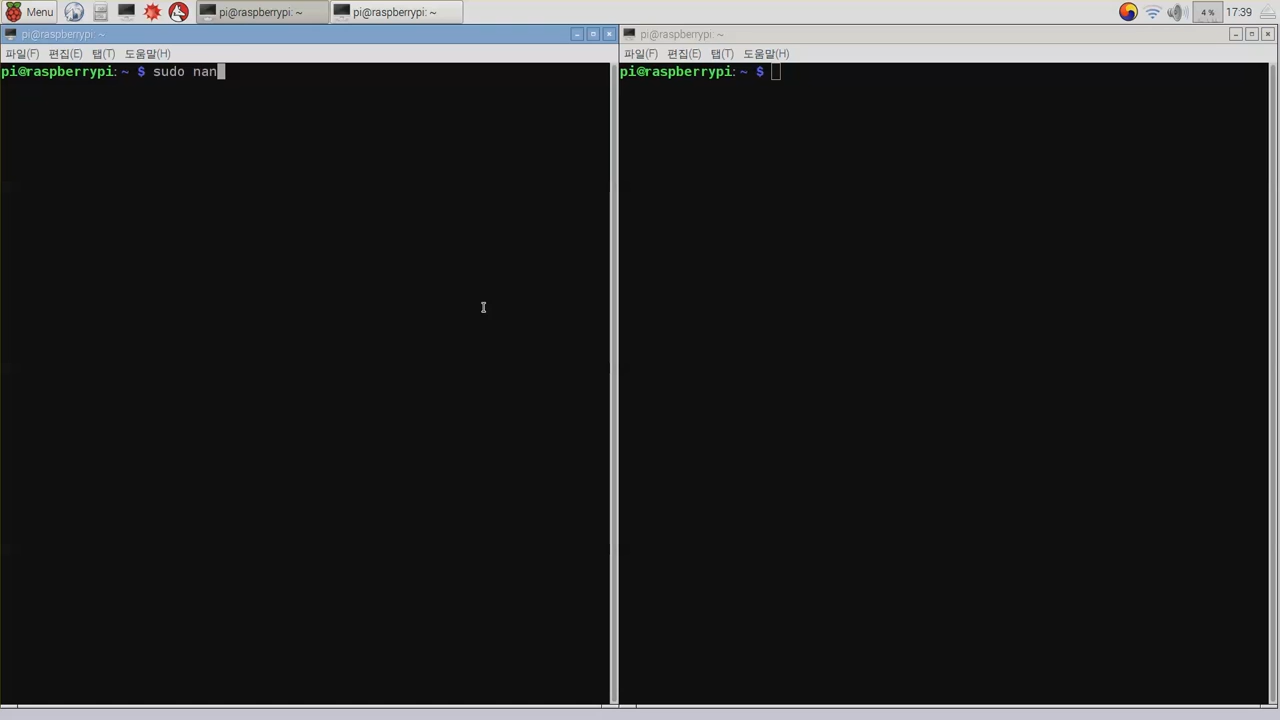 Menu
pi@raspberrypi: ~
pi@raspberrypi: ~
4 %
17:39
pi@raspberrypi: ~
파일(F) 편집(E) 탭(T) 도움말(H)
pi@raspberrypi: ~ $ sudo nan
pi@raspberrypi: ~
파일(F) 편집(E) 탭(T) 도움말(H)
pi@raspberrypi: ~ $